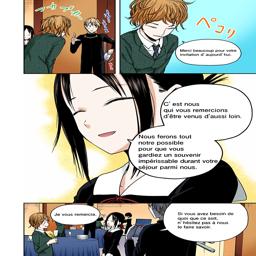 ペコリ
Merci beaucoup pour votre
invitation d' aujourd' hui.
C' est nous
qui vous remercions
d'être venus d'aussi loin.
Nous ferons tout
notre possible
pour que vous
gardiez un souvenir
impérissable durant votre
séjour parmi nous.
Je vous remercie.
Si vous avez besoin de
quoi que ce soit,
n' hésitez pas à nous
le faire savoir.